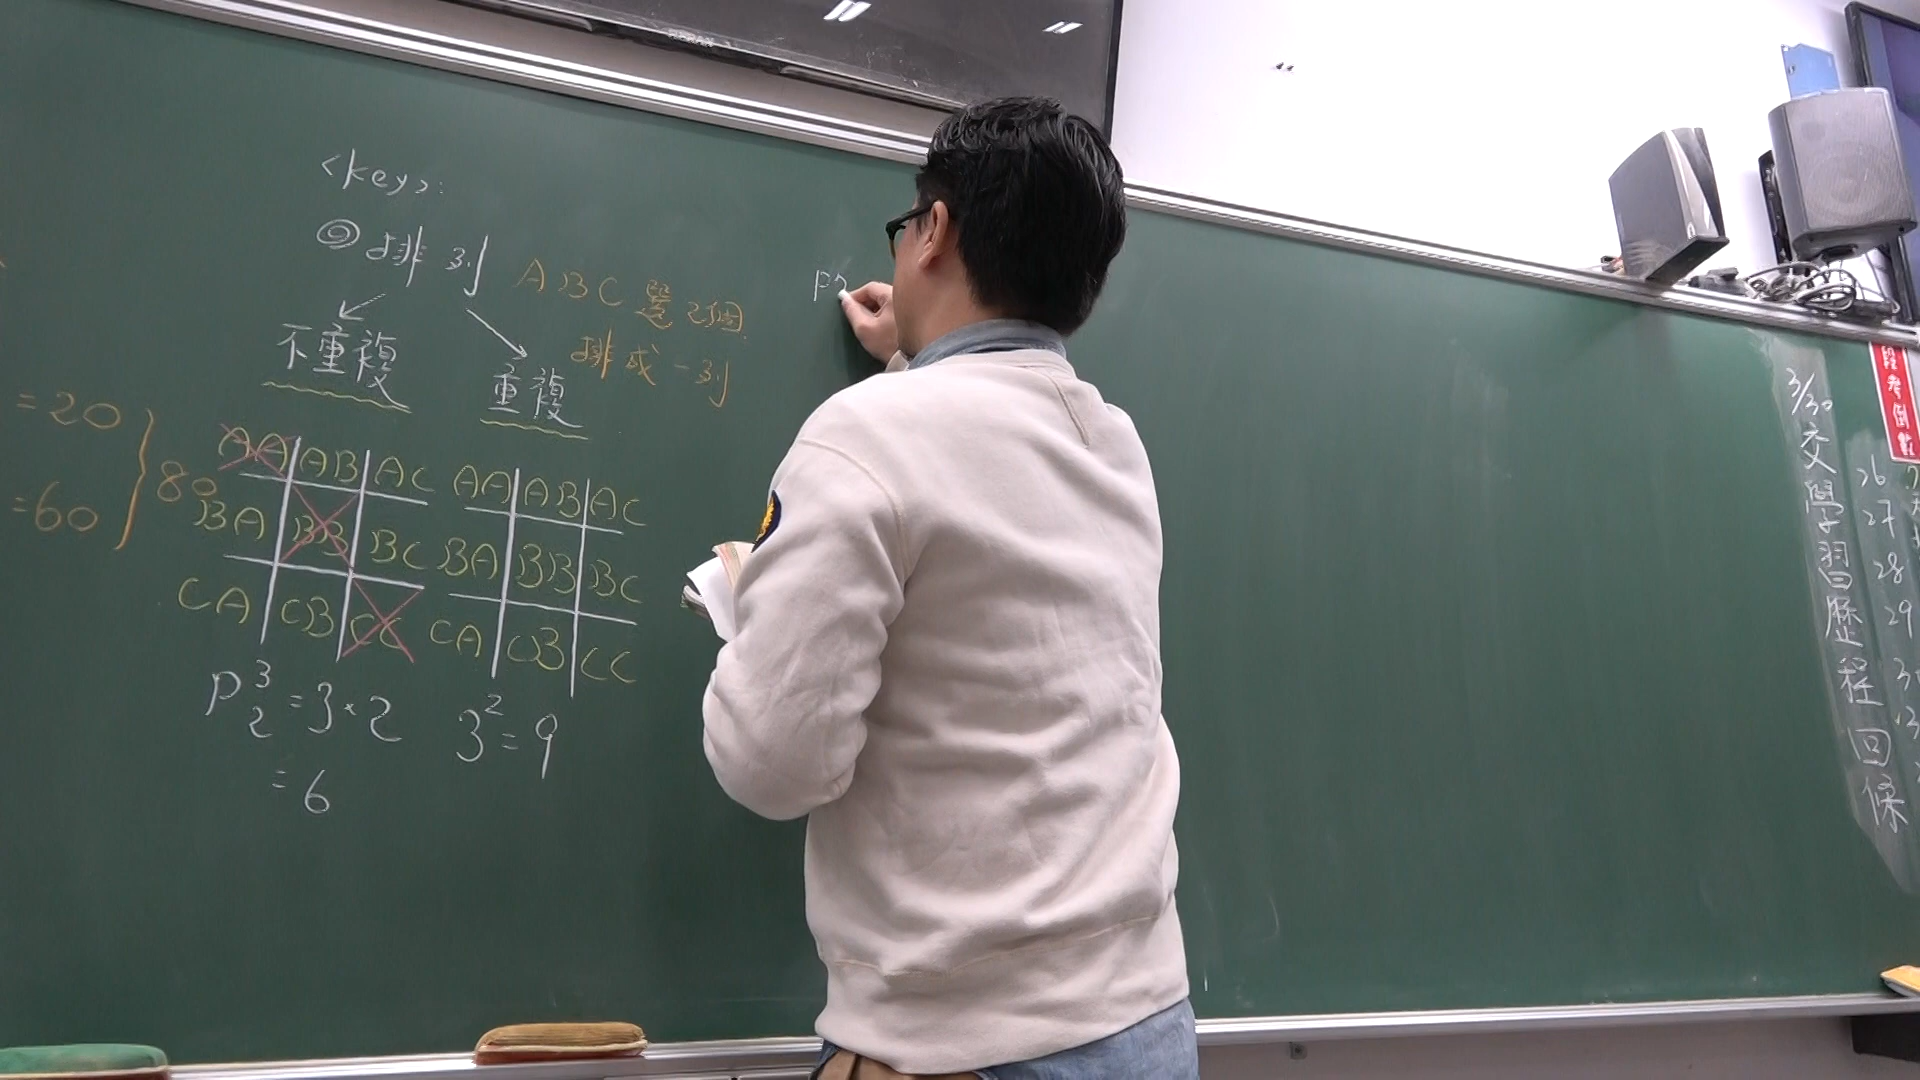 HERAN
<key>:
◎排列
ABC選2個
排成一列
不重複
重複
=20
=60
80
AA AB AC
BA BB BC
CA CB CC
AA AB AC
BA BB BC
CA CB CC
P³₂=3×2
=6
3²=9
3/30交學習歷程回條
26
27
28
29